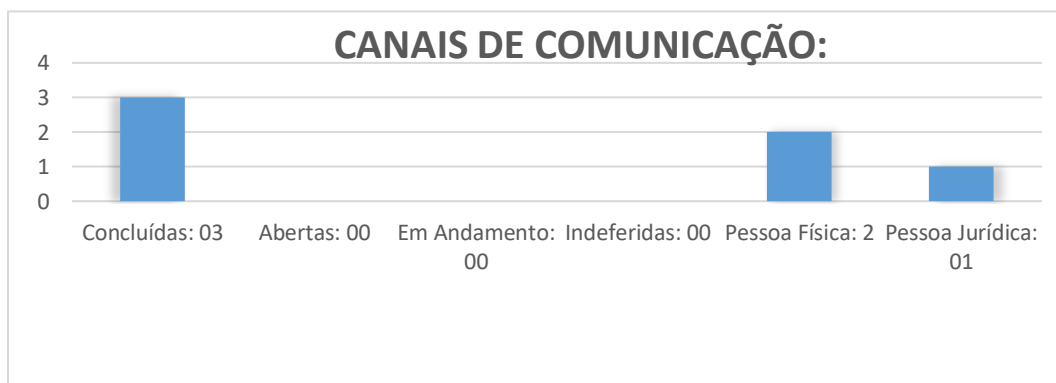 CANAIS DE COMUNICAÇÃO:
4
3
2
1
0
Concluídas: 03
Abertas: 00
Em Andamento:
00
Indeferidas: 00
Pessoa Física: 2
Pessoa Jurídica:
01